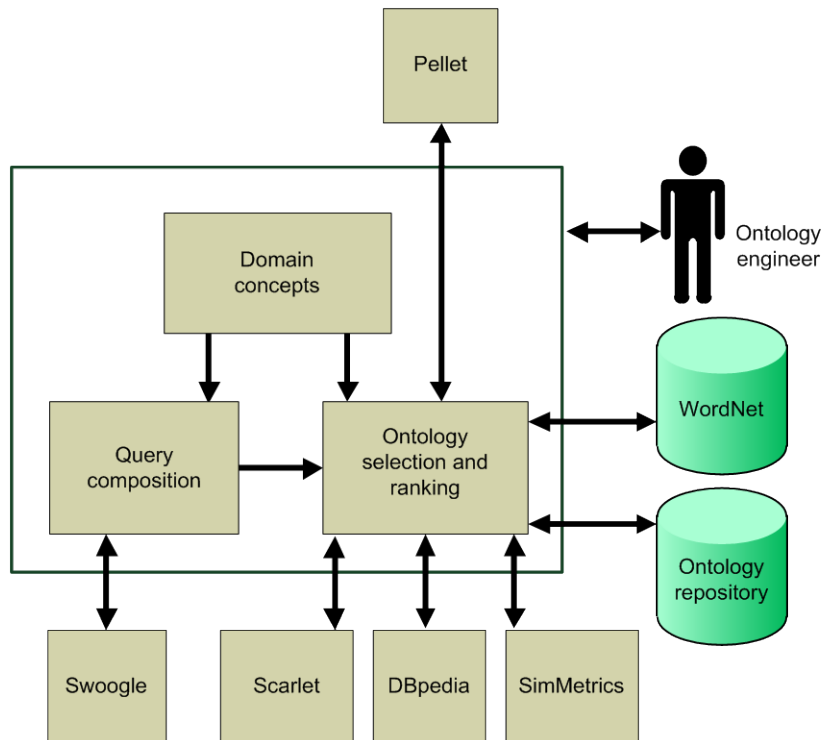 Pellet
Ontology
engineer
Domain
concepts
WordNet
Query
composition
Ontology
selection and
ranking
Ontology
repository
Swoogle
Scarlet
DBpedia
SimMetrics